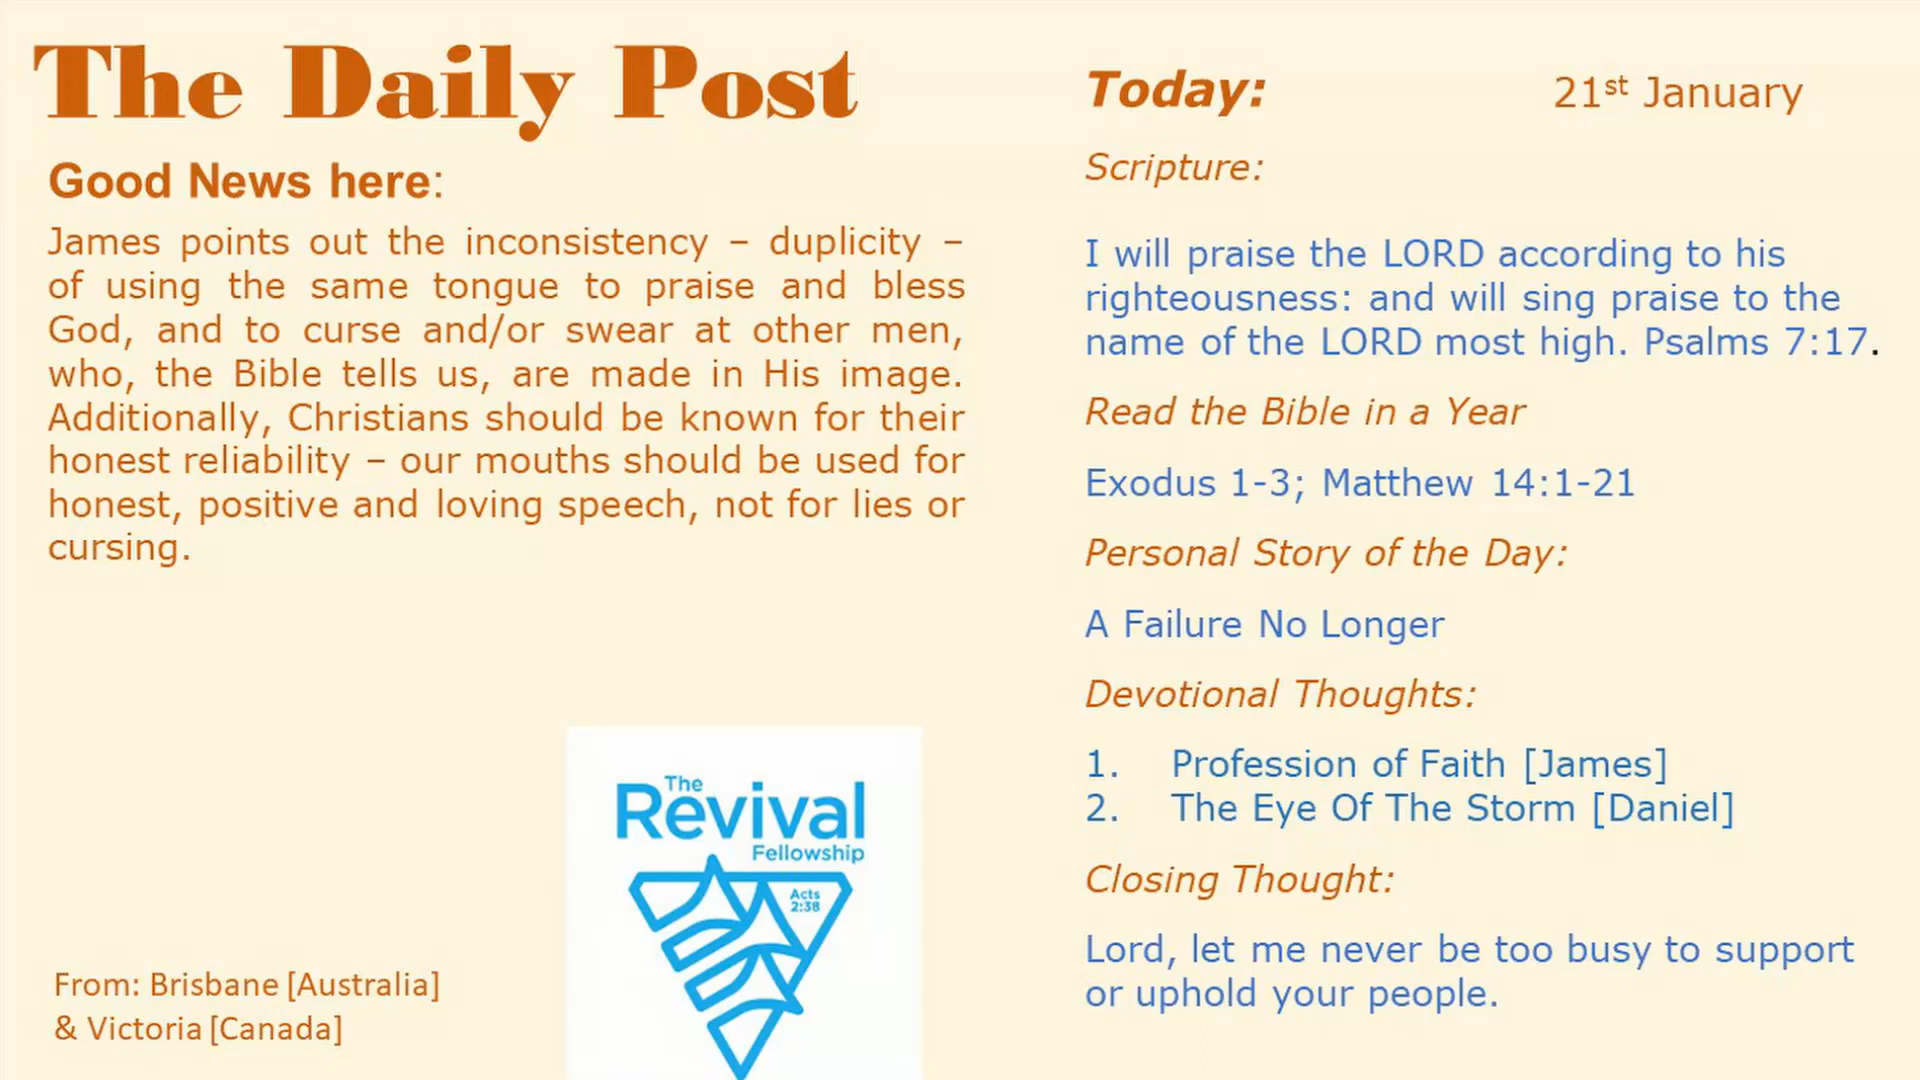 The Daily Post
Good News here:
James points out the inconsistency – duplicity –
of using the same tongue to praise and bless
God, and to curse and/or swear at other men,
who, the Bible tells us, are made in His image.
Additionally, Christians should be known for their
honest reliability – our mouths should be used for
honest, positive and loving speech, not for lies or
cursing.
The
Revival
Fellowship
Acts
2:38
From: Brisbane [Australia]
& Victoria [Canada]
Today: 21st January
Scripture:
I will praise the LORD according to his
righteousness: and will sing praise to the
name of the LORD most high. Psalms 7:17.
Read the Bible in a Year
Exodus 1-3; Matthew 14:1-21
Personal Story of the Day:
A Failure No Longer
Devotional Thoughts:
1. Profession of Faith [James]
2. The Eye Of The Storm [Daniel]
Closing Thought:
Lord, let me never be too busy to support
or uphold your people.